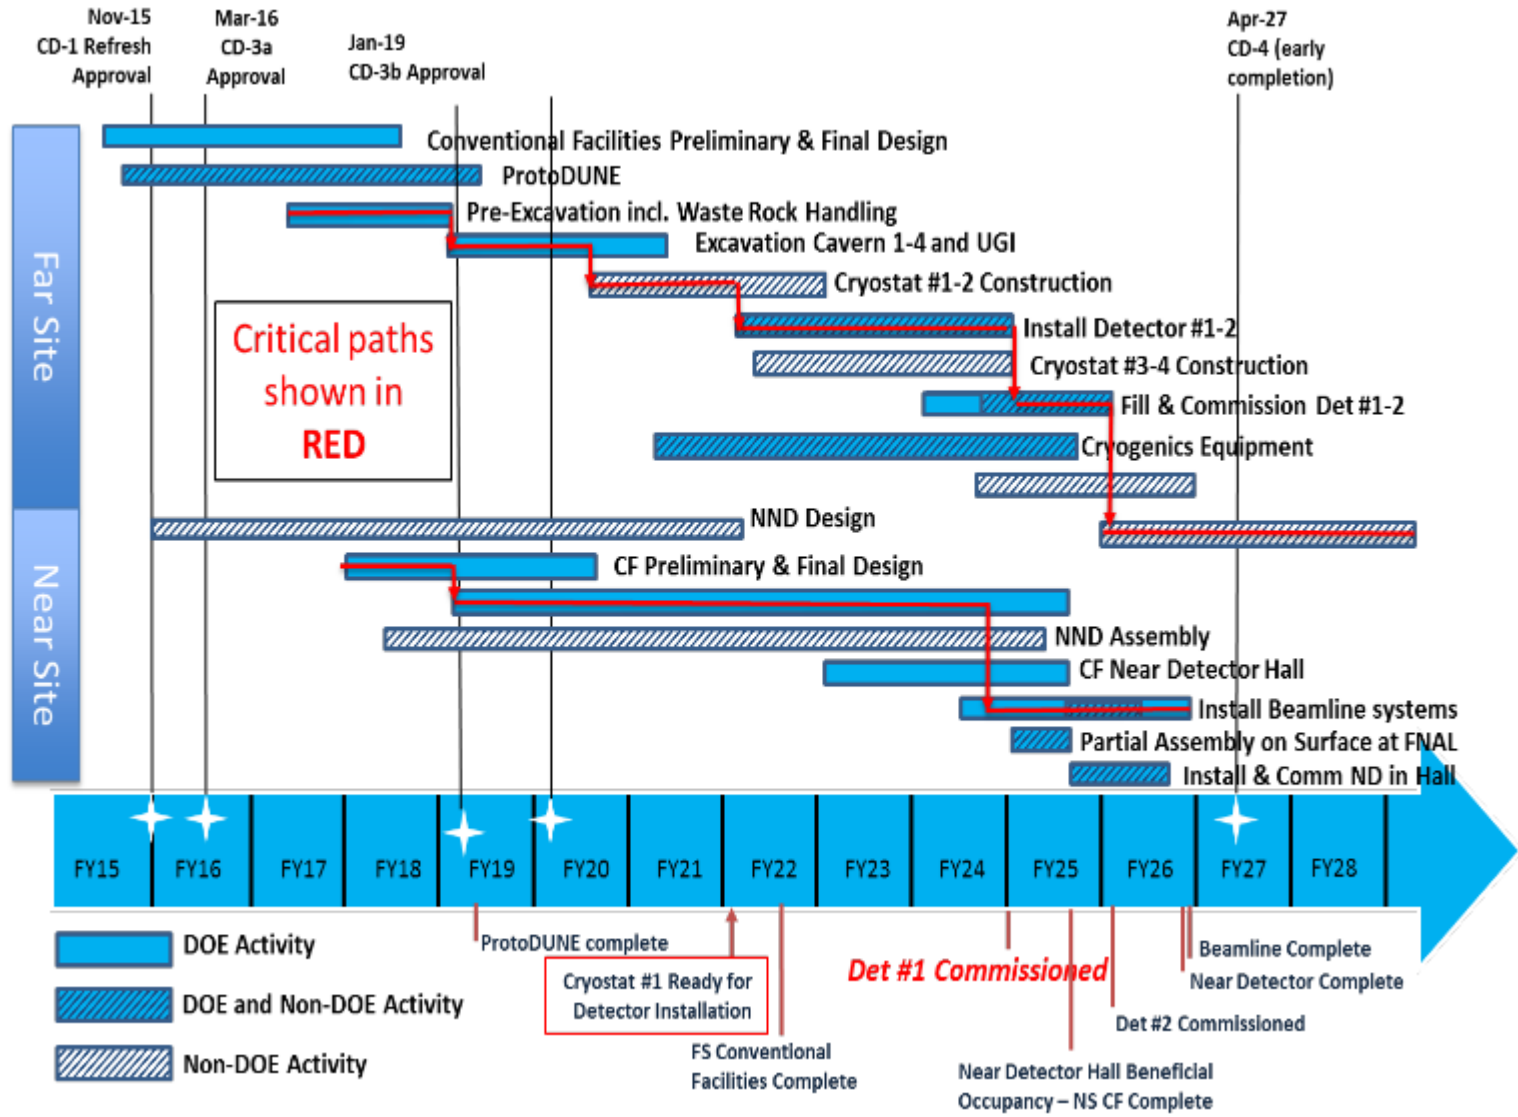 Nov-15
CD-1 Refresh
Approval
Mar-16
CD-3a
Approval
Jan-19
CD-3b Approval
Apr-27
CD-4 (early
completion)
Far Site
Conventional Facilities Preliminary & Final Design
ProtoDUNE
Pre-Excavation incl. Waste Rock Handling
Excavation Cavern 1-4 and UGI
Cryostat #1-2 Construction
Critical paths
shown in
RED
Install Detector #1-2
Cryostat #3-4 Construction
Fill & Commission Det #1-2
Cryogenics Equipment
Near Site
NND Design
CF Preliminary & Final Design
NND Assembly
CF Near Detector Hall
Install Beamline systems
Partial Assembly on Surface at FNAL
Install & Comm ND in Hall
FY15 FY16 FY17 FY18 FY19 FY20 FY21 FY22 FY23 FY24 FY25 FY26 FY27 FY28
DOE Activity
DOE and Non-DOE Activity
Non-DOE Activity
ProtoDUNE complete
Cryostat #1 Ready for
Detector Installation
FS Conventional
Facilities Complete
Det #1 Commissioned
Near Detector Hall Beneficial
Occupancy – NS CF Complete
Det #2 Commissioned
Near Detector Complete
Beamline Complete